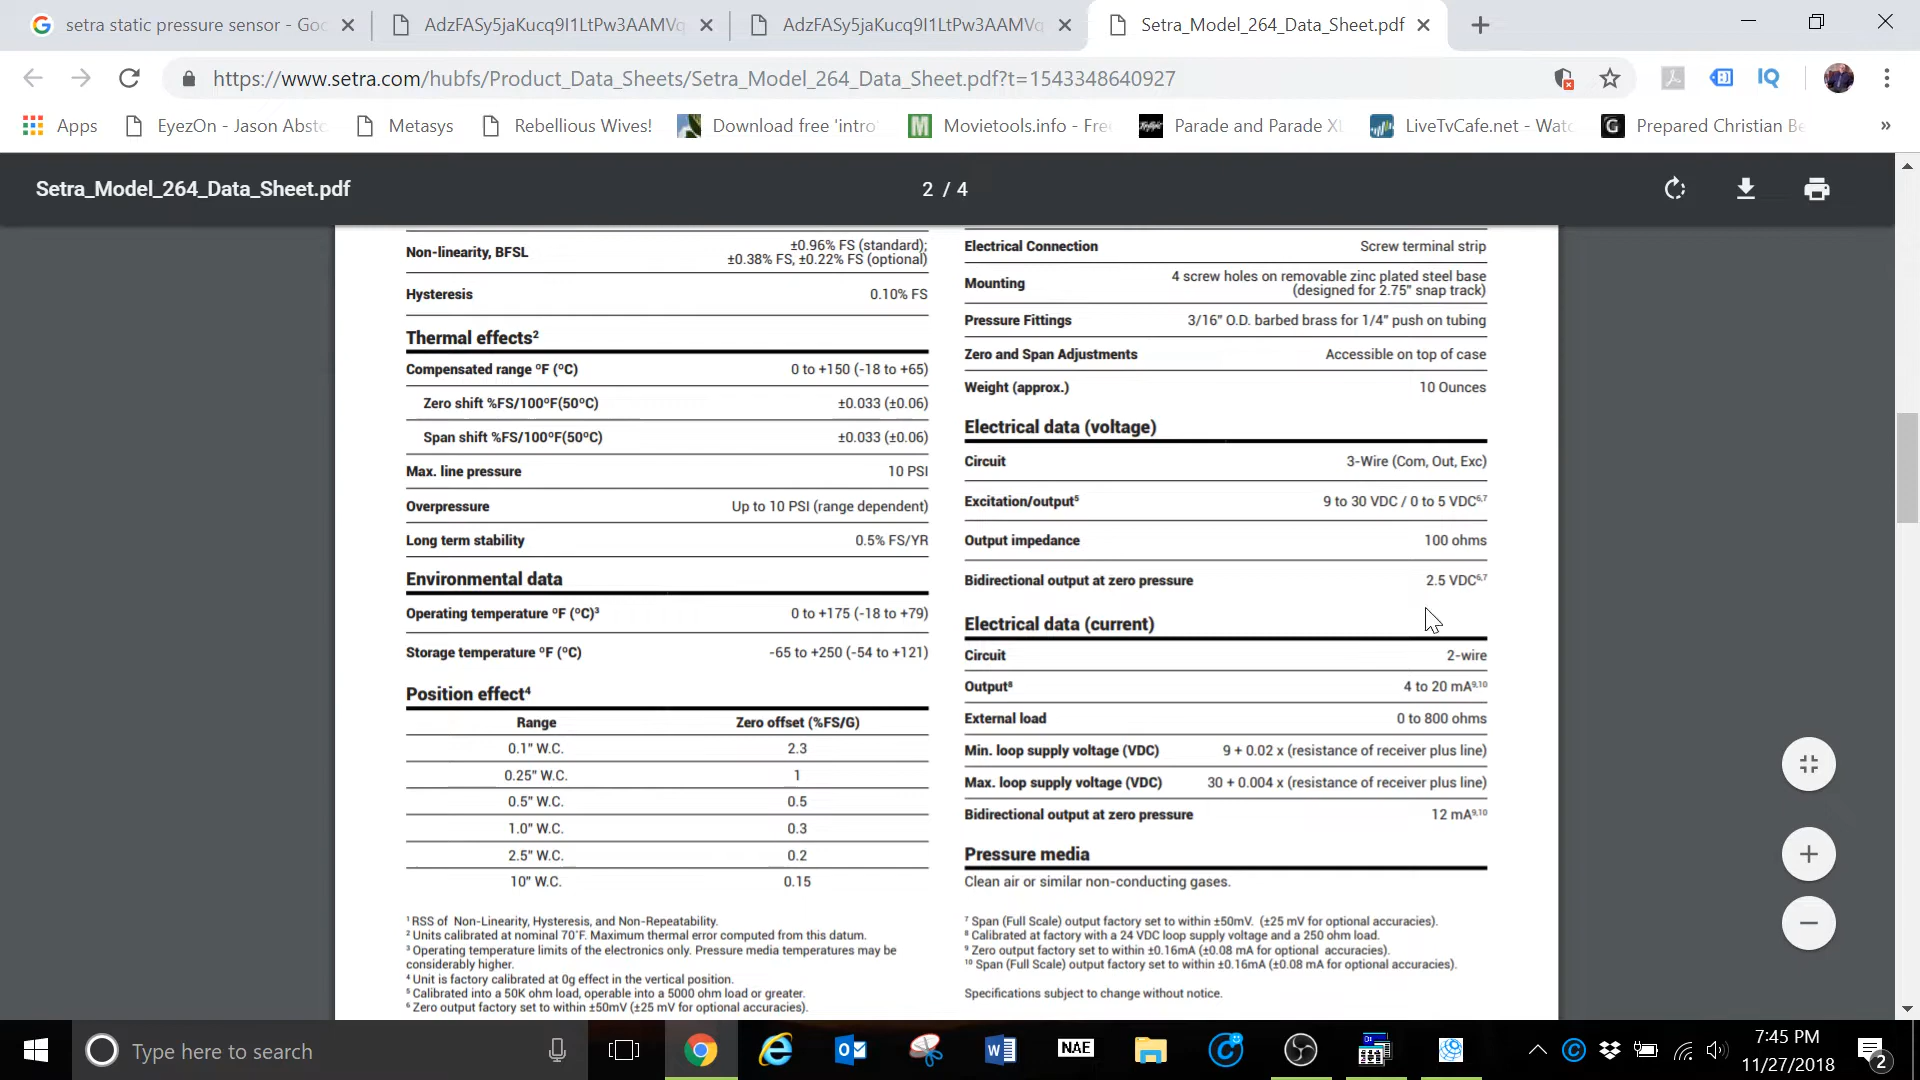 setra static pressure sensor - Goo
AdzFASy5jaKucq9I1LtPw3AAMVq
AdzFASy5jaKucq9I1LtPw3AAMVq
Setra_Model_264_Data_Sheet.pdf
https://www.setra.com/hubfs/Product_Data_Sheets/Setra_Model_264_Data_Sheet.pdf?t=1543348640927
Apps
EyezOn - Jason Absto
Metasys
Rebellious Wives!
Download free 'intro'
Movietools.info - Fre
Parade and Parade XL
LiveTvCafe.net - Wat
Prepared Christian Be
»
Setra_Model_264_Data_Sheet.pdf
2 / 4
Non-linearity, BFSL ±0.96% FS (standard);
±0.38% FS, ±0.22% FS (optional)
Hysteresis 0.10% FS
Thermal effects²
Compensated range ºF (ºC) 0 to +150 (-18 to +65)
Zero shift %FS/100ºF(50ºC) ±0.033 (±0.06)
Span shift %FS/100ºF(50ºC) ±0.033 (±0.06)
Max. line pressure 10 PSI
Overpressure Up to 10 PSI (range dependent)
Long term stability 0.5% FS/YR
Environmental data
Operating temperature ºF (ºC)³ 0 to +175 (-18 to +79)
Storage temperature ºF (ºC) -65 to +250 (-54 to +121)
Position effect⁴
Range Zero offset (%FS/G)
0.1" W.C. 2.3
0.25" W.C. 1
0.5" W.C. 0.5
1.0" W.C. 0.3
2.5" W.C. 0.2
10" W.C. 0.15
¹ RSS of Non-Linearity, Hysteresis, and Non-Repeatability.
² Units calibrated at nominal 70°F. Maximum thermal error computed from this datum.
³ Operating temperature limits of the electronics only. Pressure media temperatures may be
considerably higher.
⁴ Unit is factory calibrated at 0g effect in the vertical position.
⁵ Calibrated into a 50K ohm load, operable into a 5000 ohm load or greater.
⁶ Zero output factory set to within ±50mV (±25 mV for optional accuracies).
Electrical Connection Screw terminal strip
Mounting 4 screw holes on removable zinc plated steel base
(designed for 2.75" snap track)
Pressure Fittings 3/16" O.D. barbed brass for 1/4" push on tubing
Zero and Span Adjustments Accessible on top of case
Weight (approx.) 10 Ounces
Electrical data (voltage)
Circuit 3-Wire (Com, Out, Exc)
Excitation/output⁵ 9 to 30 VDC / 0 to 5 VDC⁶,⁷
Output impedance 100 ohms
Bidirectional output at zero pressure 2.5 VDC⁶,⁷
Electrical data (current)
Circuit 2-wire
Output⁸ 4 to 20 mA⁹,¹⁰
External load 0 to 800 ohms
Min. loop supply voltage (VDC) 9 + 0.02 x (resistance of receiver plus line)
Max. loop supply voltage (VDC) 30 + 0.004 x (resistance of receiver plus line)
Bidirectional output at zero pressure 12 mA⁹,¹⁰
Pressure media
Clean air or similar non-conducting gases.
⁷ Span (Full Scale) output factory set to within ±50mV. (±25 mV for optional accuracies).
⁸ Calibrated at factory with a 24 VDC loop supply voltage and a 250 ohm load.
⁹ Zero output factory set to within ±0.16mA (±0.08 mA for optional accuracies).
¹⁰ Span (Full Scale) output factory set to within ±0.16mA (±0.08 mA for optional accuracies).
Specifications subject to change without notice.
Type here to search
NAE
7:45 PM
11/27/2018
2